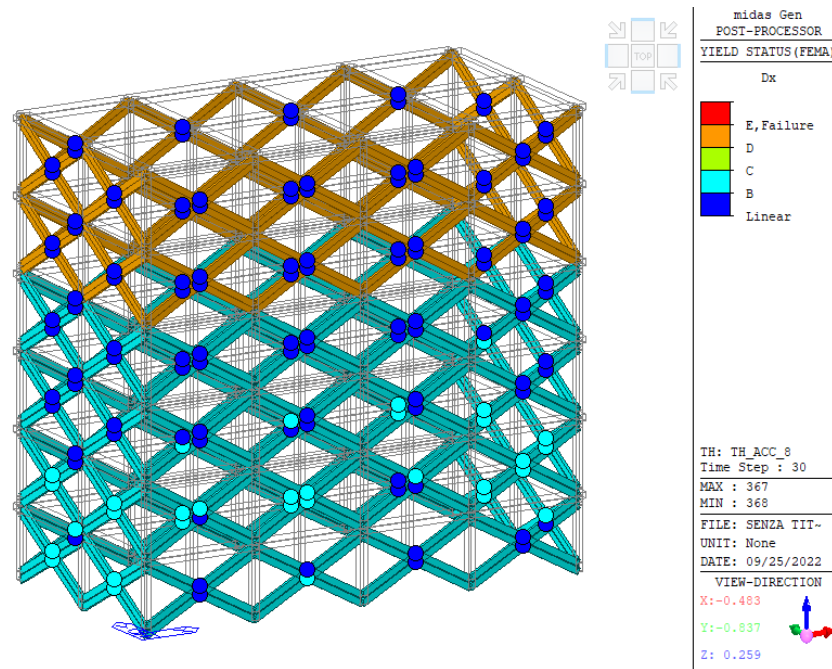 midas Gen
POST-PROCESSOR
YIELD STATUS(FEMA)
Dx
E,Failure
D
C
B
Linear
TOP
TH: TH_ACC_8
Time Step : 30
MAX : 367
MIN : 368
FILE: SENZA TIT~
UNIT: None
DATE: 09/25/2022
VIEW-DIRECTION
X:-0.483
Y:-0.837
Z: 0.259